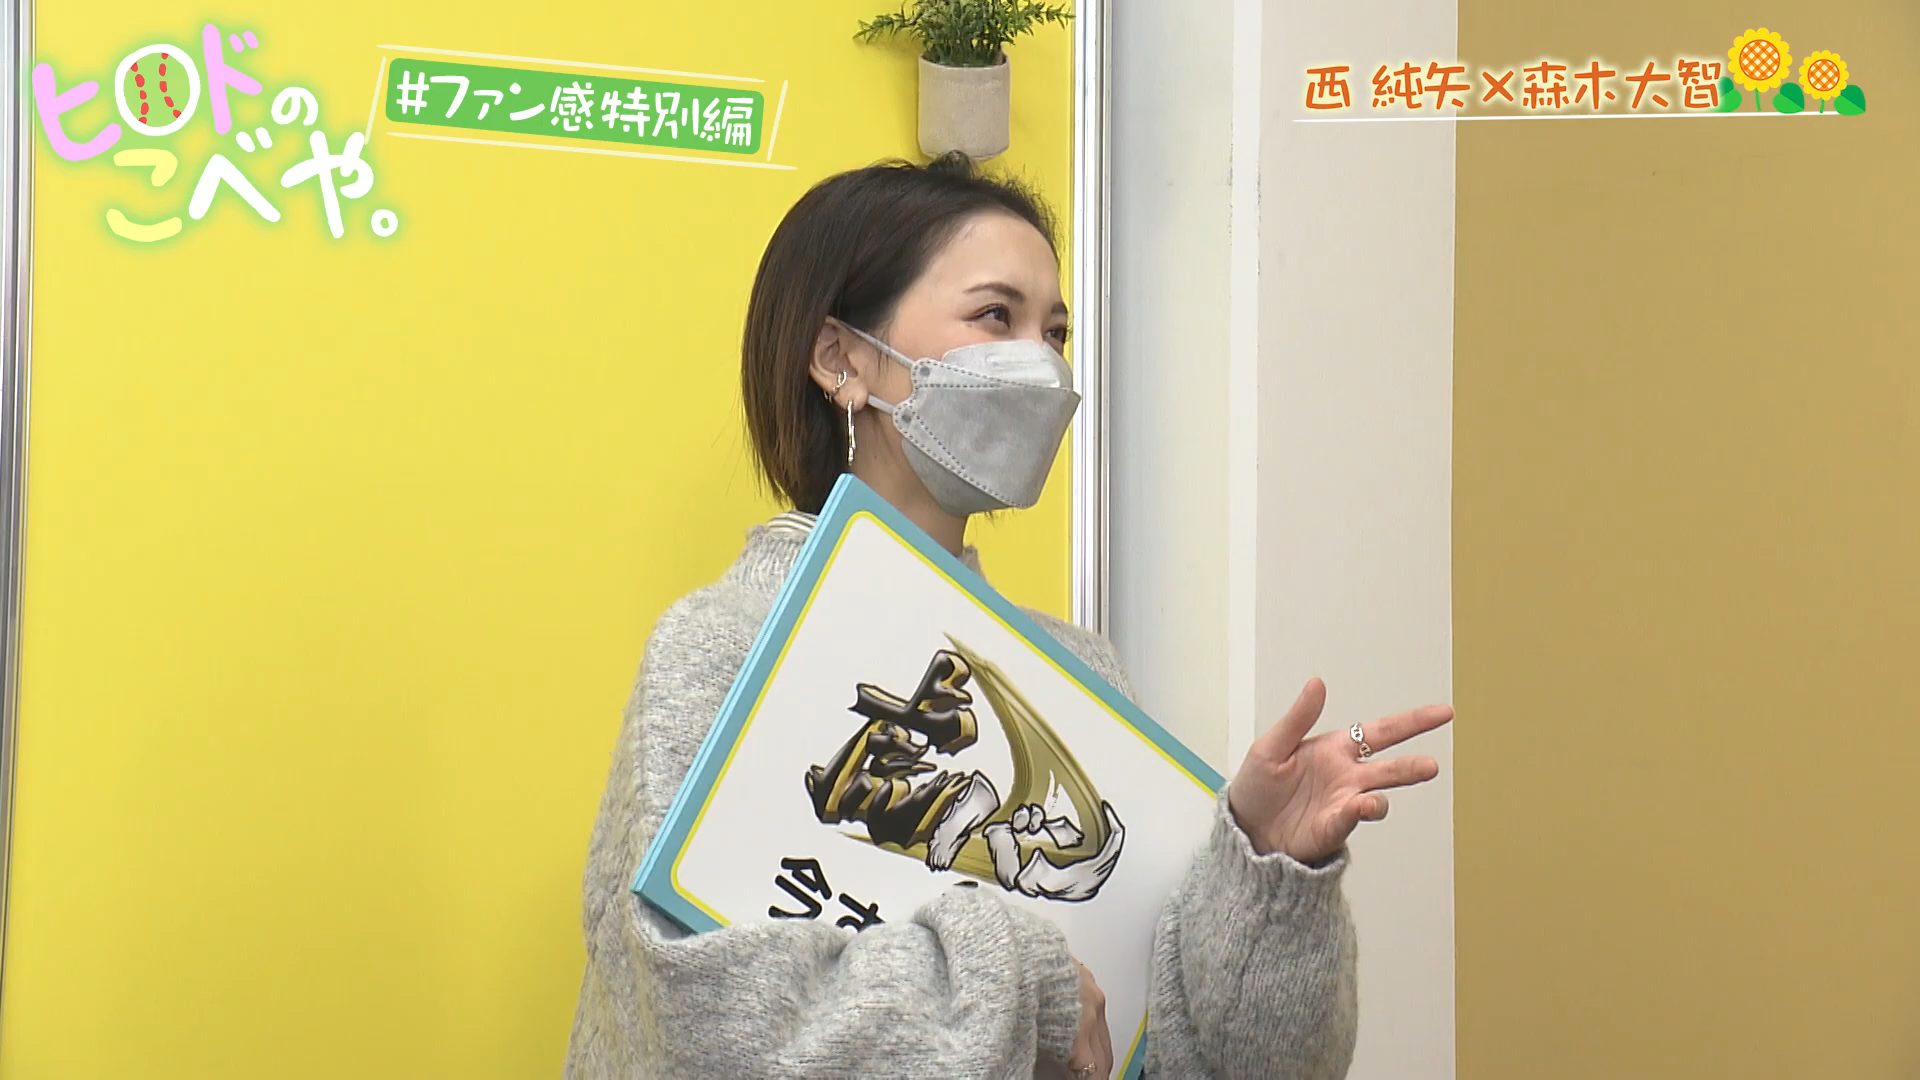 ヒロドの
こべや。
#ファン感特別編
西 純矢×森木大智
今